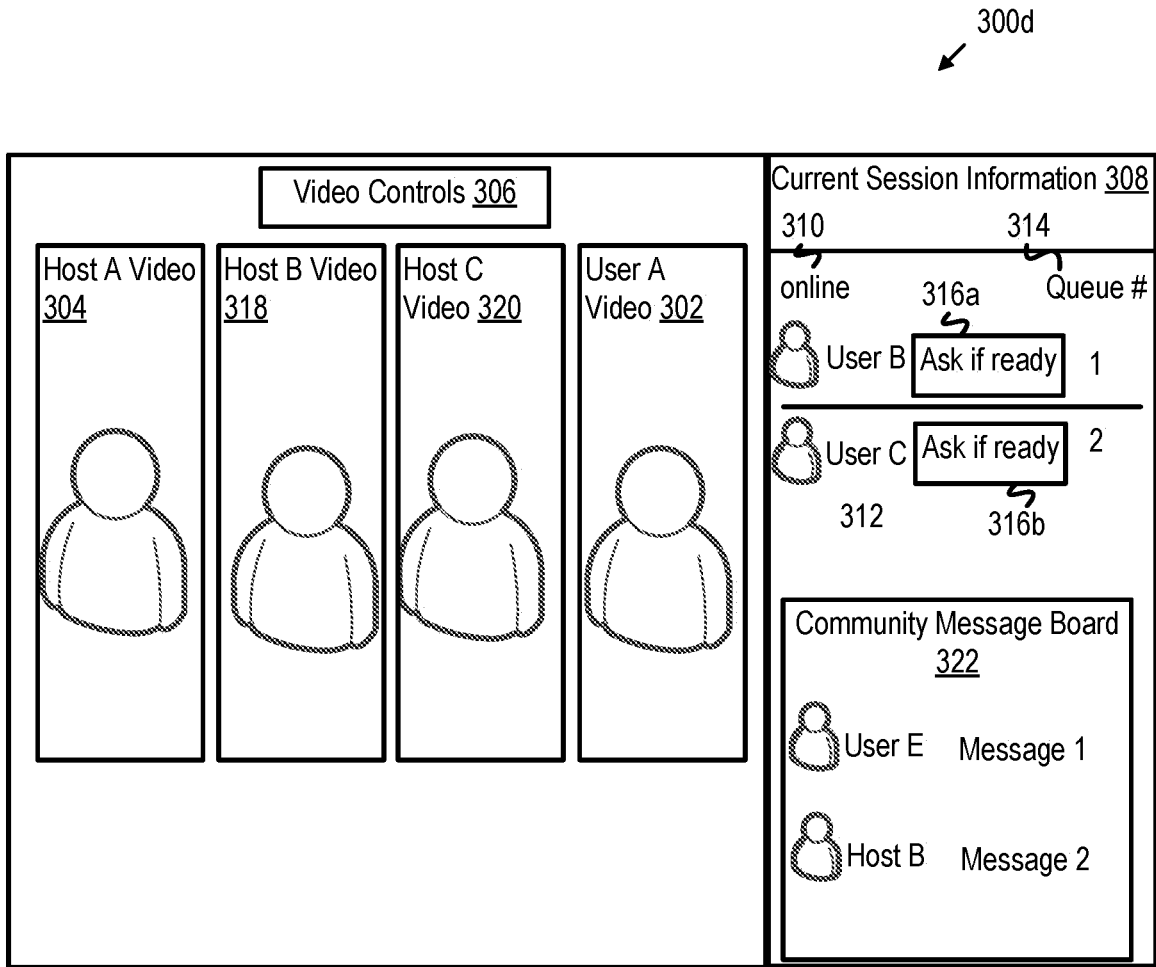 300d
Video Controls 306
Host A Video
304
Host B Video
318
Host C
Video 320
User A
Video 302
Current Session Information 308
310
314
online
316a
Queue #
User B
Ask if ready
1
User C
Ask if ready
2
312
316b
Community Message Board
322
User E
Message 1
Host B
Message 2